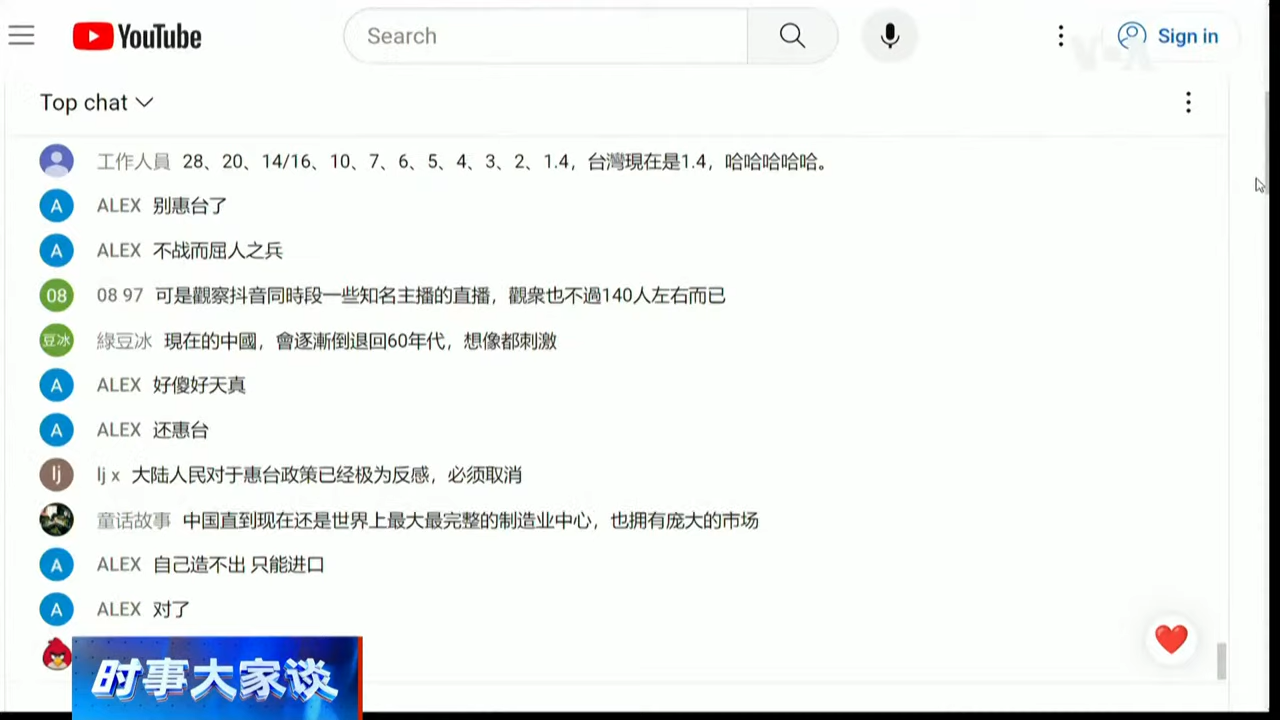 YouTube
Search
Sign in
VOA
Top chat
工作人員 28、20、14/16、10、7、6、5、4、3、2、1.4，台灣現在是1.4，哈哈哈哈哈。
A ALEX 别惠台了
A ALEX 不战而屈人之兵
08 08 97 可是觀察抖音同時段一些知名主播的直播，觀衆也不過140人左右而已
豆冰 綠豆冰 現在的中國，會逐漸倒退回60年代，想像都刺激
A ALEX 好傻好天真
A ALEX 还惠台
lj lj x 大陆人民对于惠台政策已经极为反感，必须取消
童话故事 中国直到现在还是世界上最大最完整的制造业中心，也拥有庞大的市场
A ALEX 自己造不出 只能进口
A ALEX 对了
时事大家谈